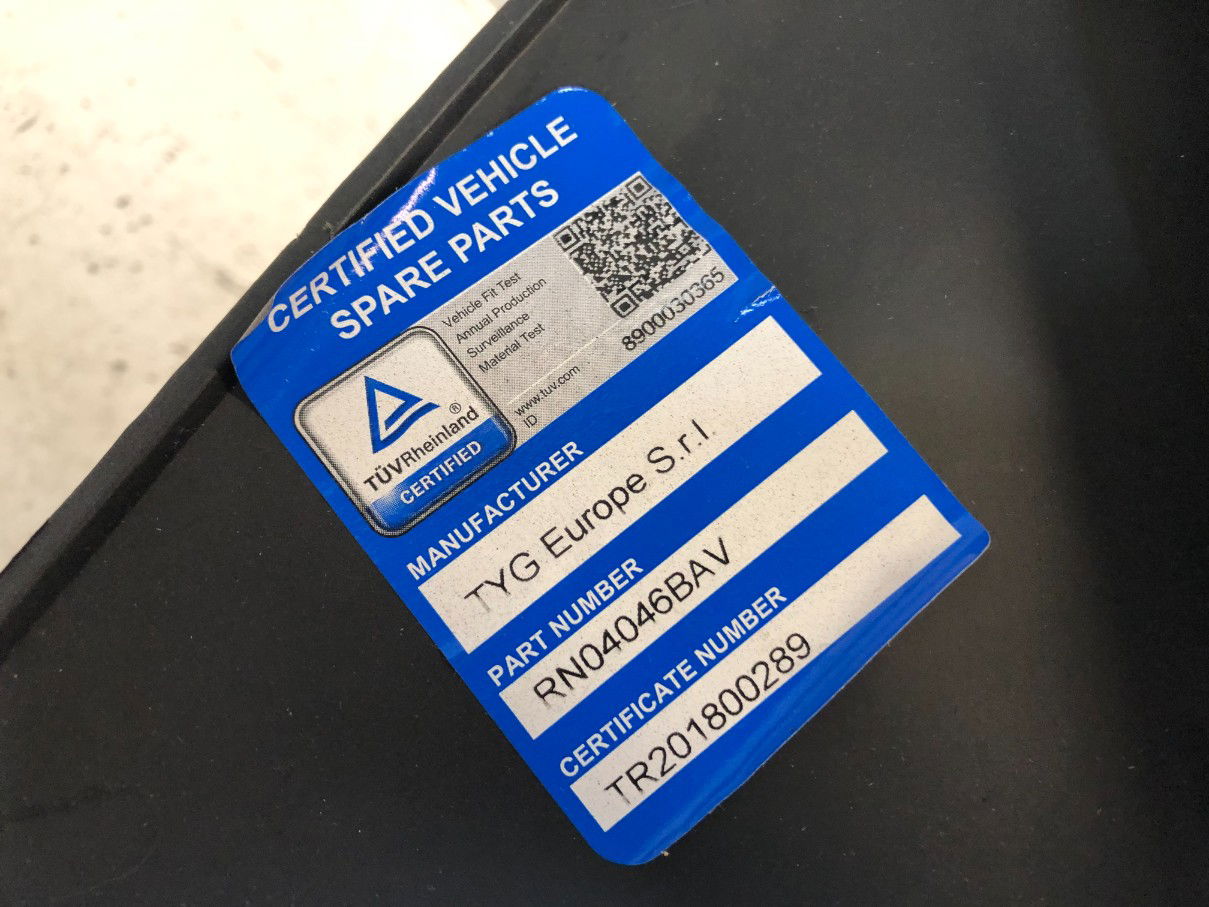 CERTIFIED VEHICLE
SPARE PARTS
TÜVRheinland®
CERTIFIED
Vehicle Fit Test
Annual Production
Surveillance
Material Test
www.tuv.com
ID
8900030365
MANUFACTURER
TYG Europe S.r.l.
PART NUMBER
RN04046BAV
CERTIFICATE NUMBER
TR201800289